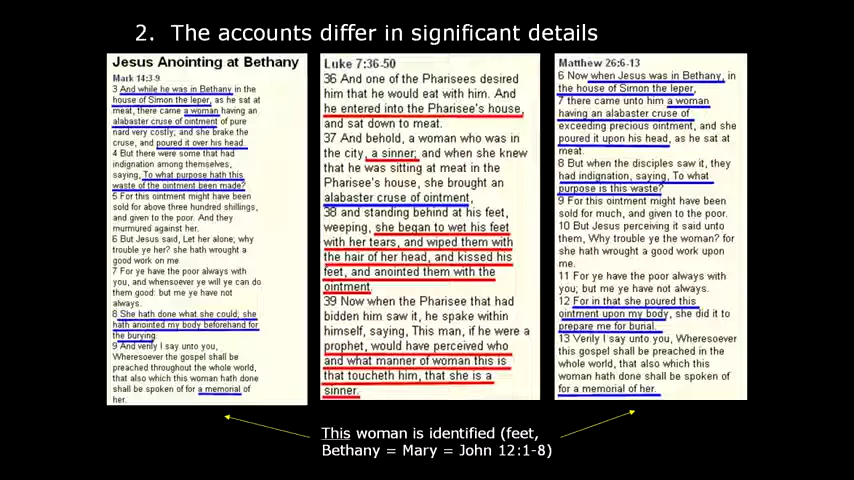 2. The accounts differ in significant details
Jesus Anointing at Bethany
Mark 14:3-9
3 And while he was in Bethany in the
house of Simon the leper, as he sat at
meat, there came a woman having an
alabaster cruse of ointment of pure
nard very costly; and she brake the
cruse, and poured it over his head.
4 But there were some that had
indignation among themselves,
saying, To what purpose hath this
waste of the ointment been made?
5 For this ointment might have been
sold for above three hundred shillings,
and given to the poor. And they
murmured against her.
6 But Jesus said, Let her alone; why
trouble ye her? she hath wrought a
good work on me.
7 For ye have the poor always with
you, and whensoever ye will ye can do
them good: but me ye have not
always.
8 She hath done what she could; she
hath anointed my body beforehand for
the burying.
9 And verily I say unto you,
Wheresoever the gospel shall be
preached throughout the whole world,
that also which this woman hath done
shall be spoken of for a memorial of
her.
Luke 7:36-50
36 And one of the Pharisees desired
him that he would eat with him. And
he entered into the Pharisee's house,
and sat down to meat.
37 And behold, a woman who was in
the city, a sinner; and when she knew
that he was sitting at meat in the
Pharisee's house, she brought an
alabaster cruse of ointment,
38 and standing behind at his feet,
weeping, she began to wet his feet
with her tears, and wiped them with
the hair of her head, and kissed his
feet, and anointed them with the
ointment.
39 Now when the Pharisee that had
bidden him saw it, he spake within
himself, saying, This man, if he were a
prophet, would have perceived who
and what manner of woman this is
that toucheth him, that she is a
sinner.
Matthew 26:6-13
6 Now when Jesus was in Bethany, in
the house of Simon the leper,
7 there came unto him a woman
having an alabaster cruse of
exceeding precious ointment, and she
poured it upon his head, as he sat at
meat.
8 But when the disciples saw it, they
had indignation, saying, To what
purpose is this waste?
9 For this ointment might have been
sold for much, and given to the poor.
10 But Jesus perceiving it said unto
them, Why trouble ye the woman? for
she hath wrought a good work upon
me.
11 For ye have the poor always with
you; but me ye have not always.
12 For in that she poured this
ointment upon my body, she did it to
prepare me for burial.
13 Verily I say unto you, Wheresoever
this gospel shall be preached in the
whole world, that also which this
woman hath done shall be spoken of
for a memorial of her.
This woman is identified (feet,
Bethany = Mary = John 12:1-8)